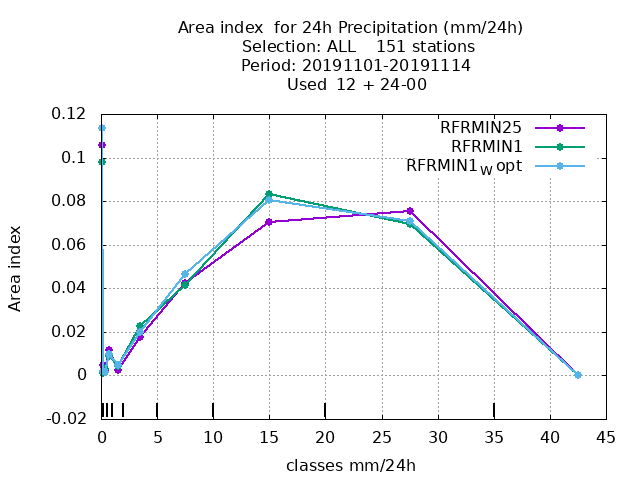 Area index  for 24h Precipitation (mm/24h)
Selection: ALL    151 stations
Period: 20191101-20191114
Used  12 + 24-00
RFRMIN25
RFRMIN1
RFRMIN1W opt
0.12
0.1
0.08
0.06
0.04
0.02
0
-0.02
Area index
0 5 10 15 20 25 30 35 40 45
classes mm/24h